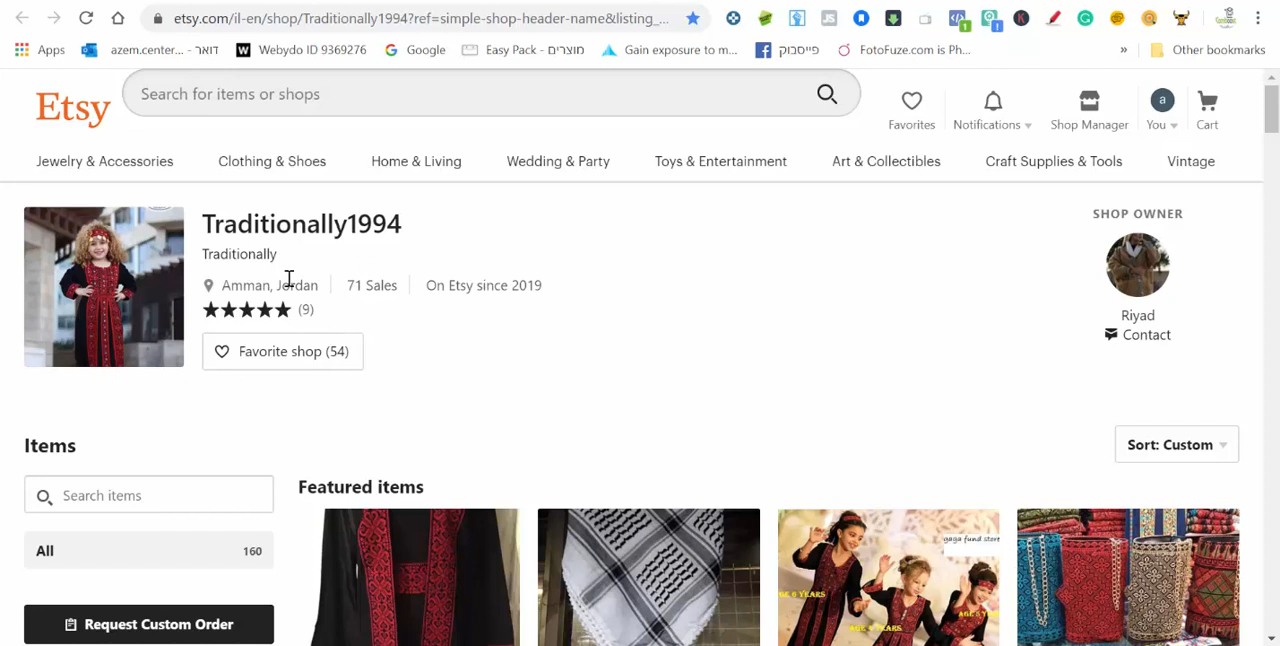 etsy.com/il-en/shop/Traditionally1994?ref=simple-shop-header-name&listing_...
Apps azem.center... - דואר Webydo ID 9369276 Google Easy Pack - מוצרים Gain exposure to m... פייסבוק FotoFuze.com is Ph... » Other bookmarks
Etsy
Search for items or shops
Favorites Notifications Shop Manager You Cart
a
Jewelry & Accessories Clothing & Shoes Home & Living Wedding & Party Toys & Entertainment Art & Collectibles Craft Supplies & Tools Vintage
Traditionally1994
Traditionally
Amman, Jordan 71 Sales On Etsy since 2019
(9)
Favorite shop (54)
SHOP OWNER
Riyad
Contact
Items
Sort: Custom
Search items
All 160
Request Custom Order
Featured items
gaga fund store
AGE 6 YEARS
AGE 4 YEARS